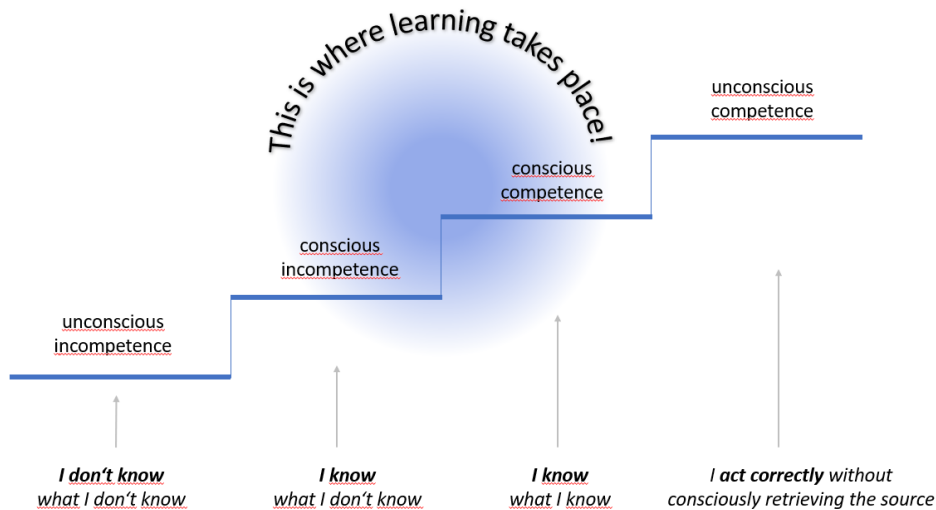 This is where learning takes place!
unconscious
competence
conscious
competence
conscious
incompetence
unconscious
incompetence
I don‘t know
what I don‘t know
I know
what I don‘t know
I know
what I know
I act correctly without
consciously retrieving the source